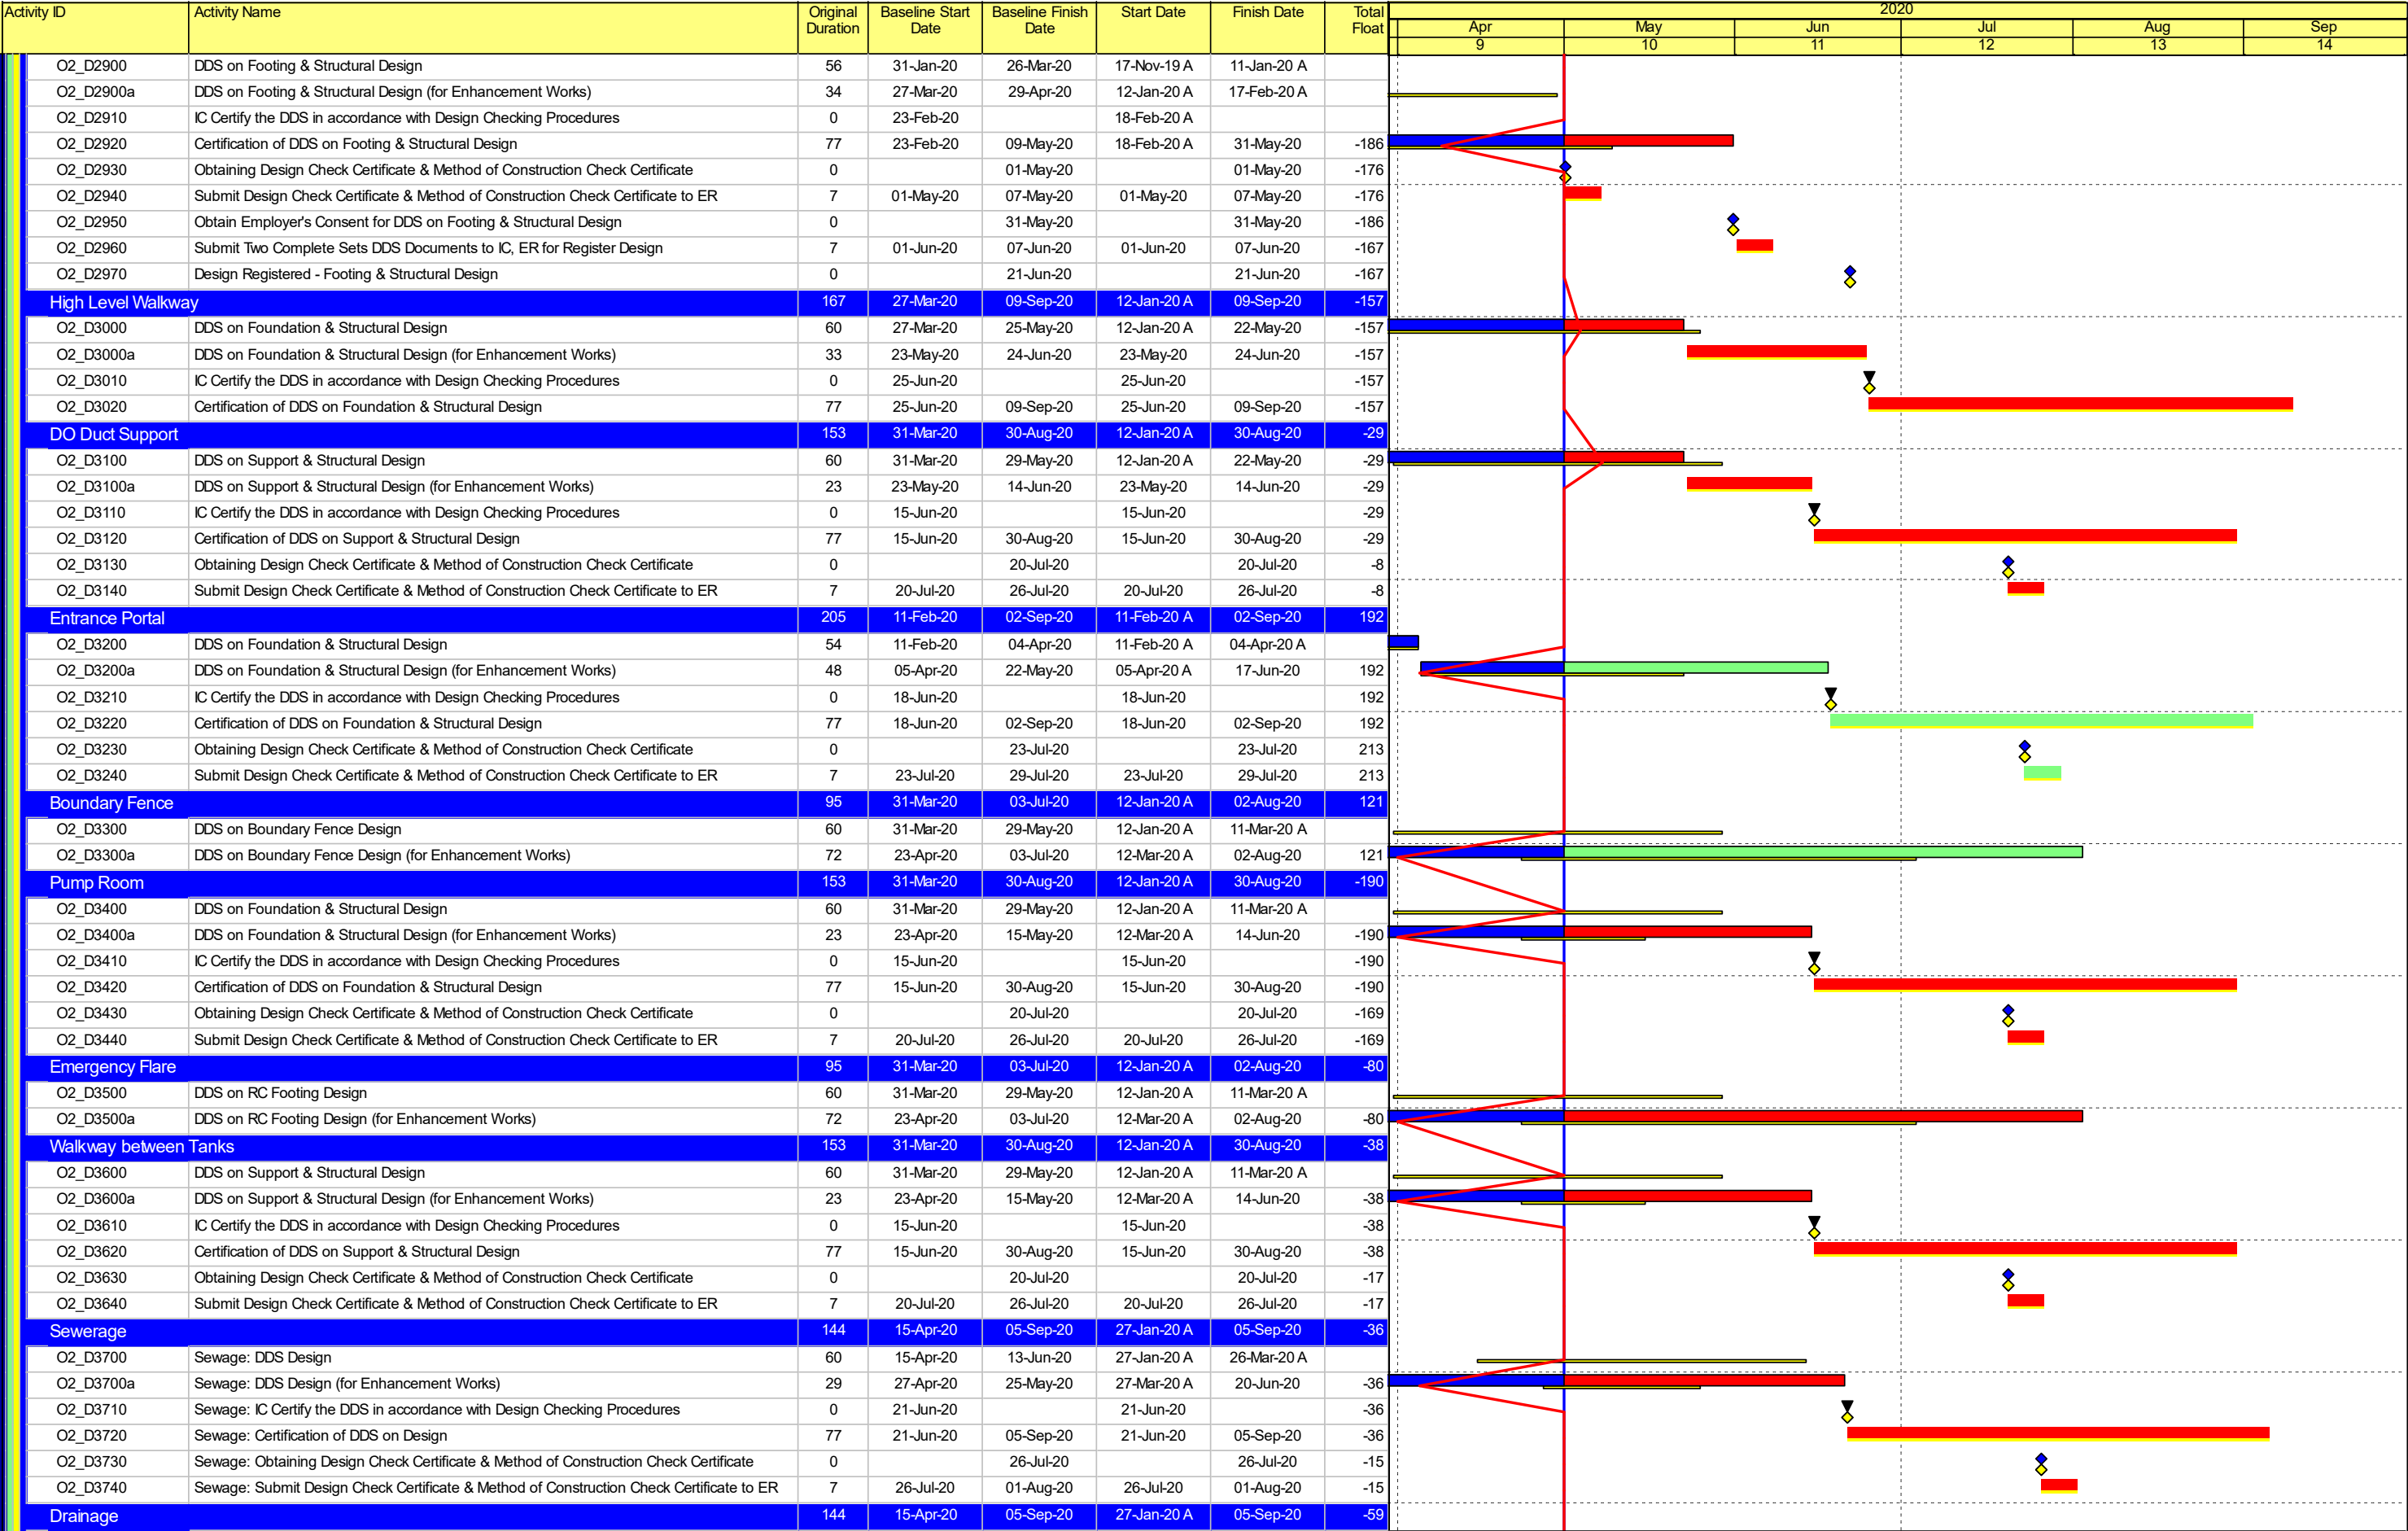 Activity ID Activity Name Original Duration Baseline Start Date Baseline Finish Date Start Date Finish Date Total Float 2020
Apr May Jun Jul Aug Sep
9 10 11 12 13 14
O2_D2900 DDS on Footing & Structural Design 56 31-Jan-20 26-Mar-20 17-Nov-19 A 11-Jan-20 A
O2_D2900a DDS on Footing & Structural Design (for Enhancement Works) 34 27-Mar-20 29-Apr-20 12-Jan-20 A 17-Feb-20 A
O2_D2910 IC Certify the DDS in accordance with Design Checking Procedures 0 23-Feb-20 18-Feb-20 A
O2_D2920 Certification of DDS on Footing & Structural Design 77 23-Feb-20 09-May-20 18-Feb-20 A 31-May-20 -186
O2_D2930 Obtaining Design Check Certificate & Method of Construction Check Certificate 0 01-May-20 01-May-20 -176
O2_D2940 Submit Design Check Certificate & Method of Construction Check Certificate to ER 7 01-May-20 07-May-20 01-May-20 07-May-20 -176
O2_D2950 Obtain Employer's Consent for DDS on Footing & Structural Design 0 31-May-20 31-May-20 -186
O2_D2960 Submit Two Complete Sets DDS Documents to IC, ER for Register Design 7 01-Jun-20 07-Jun-20 01-Jun-20 07-Jun-20 -167
O2_D2970 Design Registered - Footing & Structural Design 0 21-Jun-20 21-Jun-20 -167
High Level Walkway 167 27-Mar-20 09-Sep-20 12-Jan-20 A 09-Sep-20 -157
O2_D3000 DDS on Foundation & Structural Design 60 27-Mar-20 25-May-20 12-Jan-20 A 22-May-20 -157
O2_D3000a DDS on Foundation & Structural Design (for Enhancement Works) 33 23-May-20 24-Jun-20 23-May-20 24-Jun-20 -157
O2_D3010 IC Certify the DDS in accordance with Design Checking Procedures 0 25-Jun-20 25-Jun-20 -157
O2_D3020 Certification of DDS on Foundation & Structural Design 77 25-Jun-20 09-Sep-20 25-Jun-20 09-Sep-20 -157
DO Duct Support 153 31-Mar-20 30-Aug-20 12-Jan-20 A 30-Aug-20 -29
O2_D3100 DDS on Support & Structural Design 60 31-Mar-20 29-May-20 12-Jan-20 A 22-May-20 -29
O2_D3100a DDS on Support & Structural Design (for Enhancement Works) 23 23-May-20 14-Jun-20 23-May-20 14-Jun-20 -29
O2_D3110 IC Certify the DDS in accordance with Design Checking Procedures 0 15-Jun-20 15-Jun-20 -29
O2_D3120 Certification of DDS on Support & Structural Design 77 15-Jun-20 30-Aug-20 15-Jun-20 30-Aug-20 -29
O2_D3130 Obtaining Design Check Certificate & Method of Construction Check Certificate 0 20-Jul-20 20-Jul-20 -8
O2_D3140 Submit Design Check Certificate & Method of Construction Check Certificate to ER 7 20-Jul-20 26-Jul-20 20-Jul-20 26-Jul-20 -8
Entrance Portal 205 11-Feb-20 02-Sep-20 11-Feb-20 A 02-Sep-20 192
O2_D3200 DDS on Foundation & Structural Design 54 11-Feb-20 04-Apr-20 11-Feb-20 A 04-Apr-20 A
O2_D3200a DDS on Foundation & Structural Design (for Enhancement Works) 48 05-Apr-20 22-May-20 05-Apr-20 A 17-Jun-20 192
O2_D3210 IC Certify the DDS in accordance with Design Checking Procedures 0 18-Jun-20 18-Jun-20 192
O2_D3220 Certification of DDS on Foundation & Structural Design 77 18-Jun-20 02-Sep-20 18-Jun-20 02-Sep-20 192
O2_D3230 Obtaining Design Check Certificate & Method of Construction Check Certificate 0 23-Jul-20 23-Jul-20 213
O2_D3240 Submit Design Check Certificate & Method of Construction Check Certificate to ER 7 23-Jul-20 29-Jul-20 23-Jul-20 29-Jul-20 213
Boundary Fence 95 31-Mar-20 03-Jul-20 12-Jan-20 A 02-Aug-20 121
O2_D3300 DDS on Boundary Fence Design 60 31-Mar-20 29-May-20 12-Jan-20 A 11-Mar-20 A
O2_D3300a DDS on Boundary Fence Design (for Enhancement Works) 72 23-Apr-20 03-Jul-20 12-Mar-20 A 02-Aug-20 121
Pump Room 153 31-Mar-20 30-Aug-20 12-Jan-20 A 30-Aug-20 -190
O2_D3400 DDS on Foundation & Structural Design 60 31-Mar-20 29-May-20 12-Jan-20 A 11-Mar-20 A
O2_D3400a DDS on Foundation & Structural Design (for Enhancement Works) 23 23-Apr-20 15-May-20 12-Mar-20 A 14-Jun-20 -190
O2_D3410 IC Certify the DDS in accordance with Design Checking Procedures 0 15-Jun-20 15-Jun-20 -190
O2_D3420 Certification of DDS on Foundation & Structural Design 77 15-Jun-20 30-Aug-20 15-Jun-20 30-Aug-20 -190
O2_D3430 Obtaining Design Check Certificate & Method of Construction Check Certificate 0 20-Jul-20 20-Jul-20 -169
O2_D3440 Submit Design Check Certificate & Method of Construction Check Certificate to ER 7 20-Jul-20 26-Jul-20 20-Jul-20 26-Jul-20 -169
Emergency Flare 95 31-Mar-20 03-Jul-20 12-Jan-20 A 02-Aug-20 -80
O2_D3500 DDS on RC Footing Design 60 31-Mar-20 29-May-20 12-Jan-20 A 11-Mar-20 A
O2_D3500a DDS on RC Footing Design (for Enhancement Works) 72 23-Apr-20 03-Jul-20 12-Mar-20 A 02-Aug-20 -80
Walkway between Tanks 153 31-Mar-20 30-Aug-20 12-Jan-20 A 30-Aug-20 -38
O2_D3600 DDS on Support & Structural Design 60 31-Mar-20 29-May-20 12-Jan-20 A 11-Mar-20 A
O2_D3600a DDS on Support & Structural Design (for Enhancement Works) 23 23-Apr-20 15-May-20 12-Mar-20 A 14-Jun-20 -38
O2_D3610 IC Certify the DDS in accordance with Design Checking Procedures 0 15-Jun-20 15-Jun-20 -38
O2_D3620 Certification of DDS on Support & Structural Design 77 15-Jun-20 30-Aug-20 15-Jun-20 30-Aug-20 -38
O2_D3630 Obtaining Design Check Certificate & Method of Construction Check Certificate 0 20-Jul-20 20-Jul-20 -17
O2_D3640 Submit Design Check Certificate & Method of Construction Check Certificate to ER 7 20-Jul-20 26-Jul-20 20-Jul-20 26-Jul-20 -17
Sewerage 144 15-Apr-20 05-Sep-20 27-Jan-20 A 05-Sep-20 -36
O2_D3700 Sewage: DDS Design 60 15-Apr-20 13-Jun-20 27-Jan-20 A 26-Mar-20 A
O2_D3700a Sewage: DDS Design (for Enhancement Works) 29 27-Apr-20 25-May-20 27-Mar-20 A 20-Jun-20 -36
O2_D3710 Sewage: IC Certify the DDS in accordance with Design Checking Procedures 0 21-Jun-20 21-Jun-20 -36
O2_D3720 Sewage: Certification of DDS on Design 77 21-Jun-20 05-Sep-20 21-Jun-20 05-Sep-20 -36
O2_D3730 Sewage: Obtaining Design Check Certificate & Method of Construction Check Certificate 0 26-Jul-20 26-Jul-20 -15
O2_D3740 Sewage: Submit Design Check Certificate & Method of Construction Check Certificate to ER 7 26-Jul-20 01-Aug-20 26-Jul-20 01-Aug-20 -15
Drainage 144 15-Apr-20 05-Sep-20 27-Jan-20 A 05-Sep-20 -59